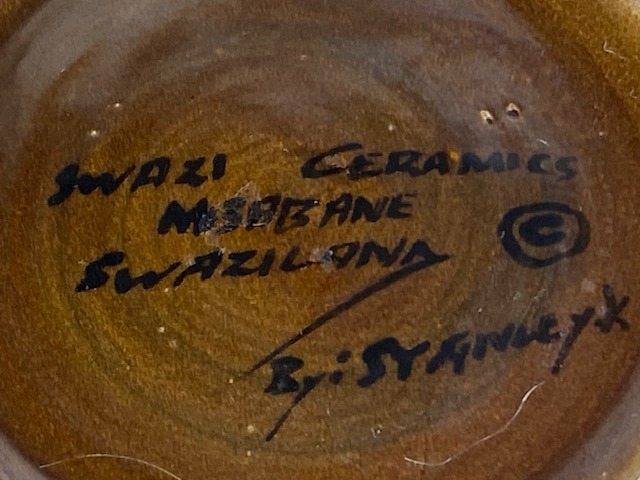 SWAZI CERAMICS
MBABANE
SWAZILAND ©
By: STANLEY X